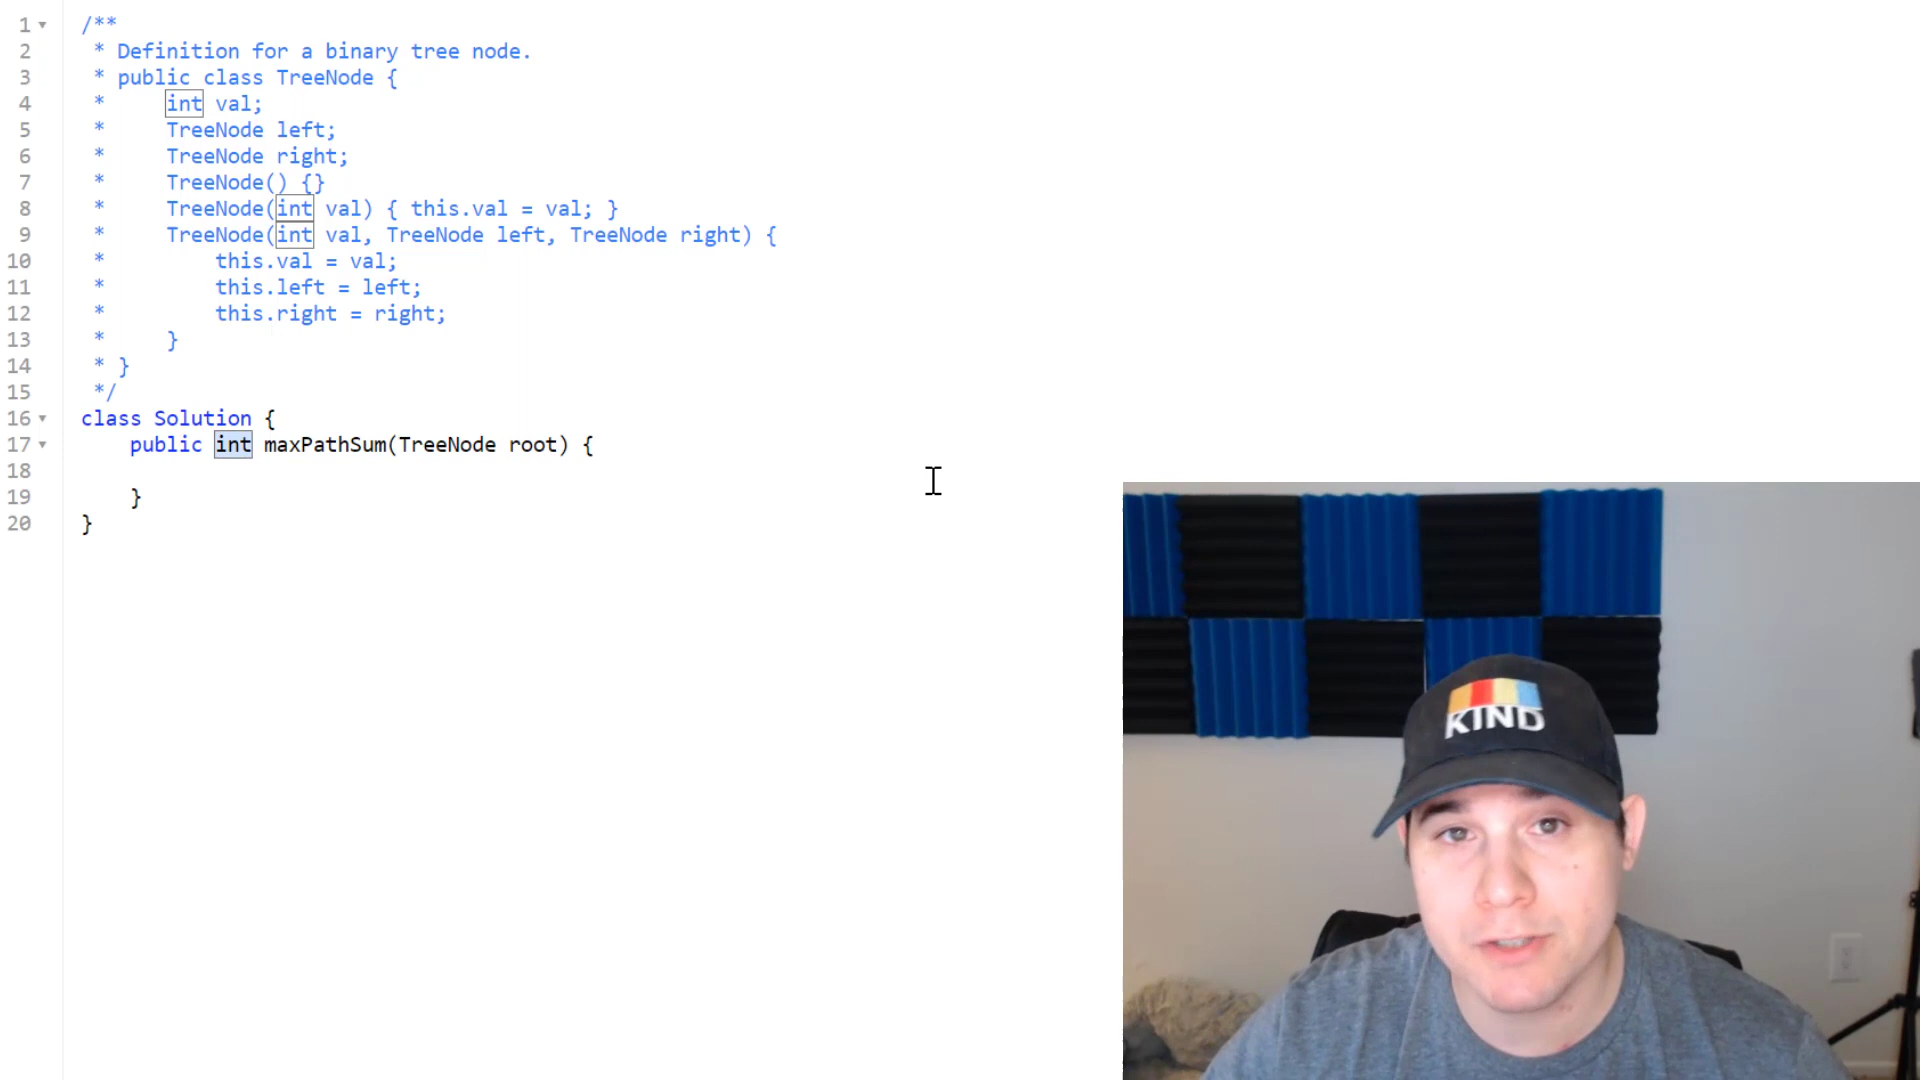 1 /**
2 * Definition for a binary tree node.
3 * public class TreeNode {
4 * int val;
5 * TreeNode left;
6 * TreeNode right;
7 * TreeNode() {}
8 * TreeNode(int val) { this.val = val; }
9 * TreeNode(int val, TreeNode left, TreeNode right) {
10 * this.val = val;
11 * this.left = left;
12 * this.right = right;
13 * }
14 * }
15 */
16 class Solution {
17 public int maxPathSum(TreeNode root) {
18
19 }
20 }
KIND